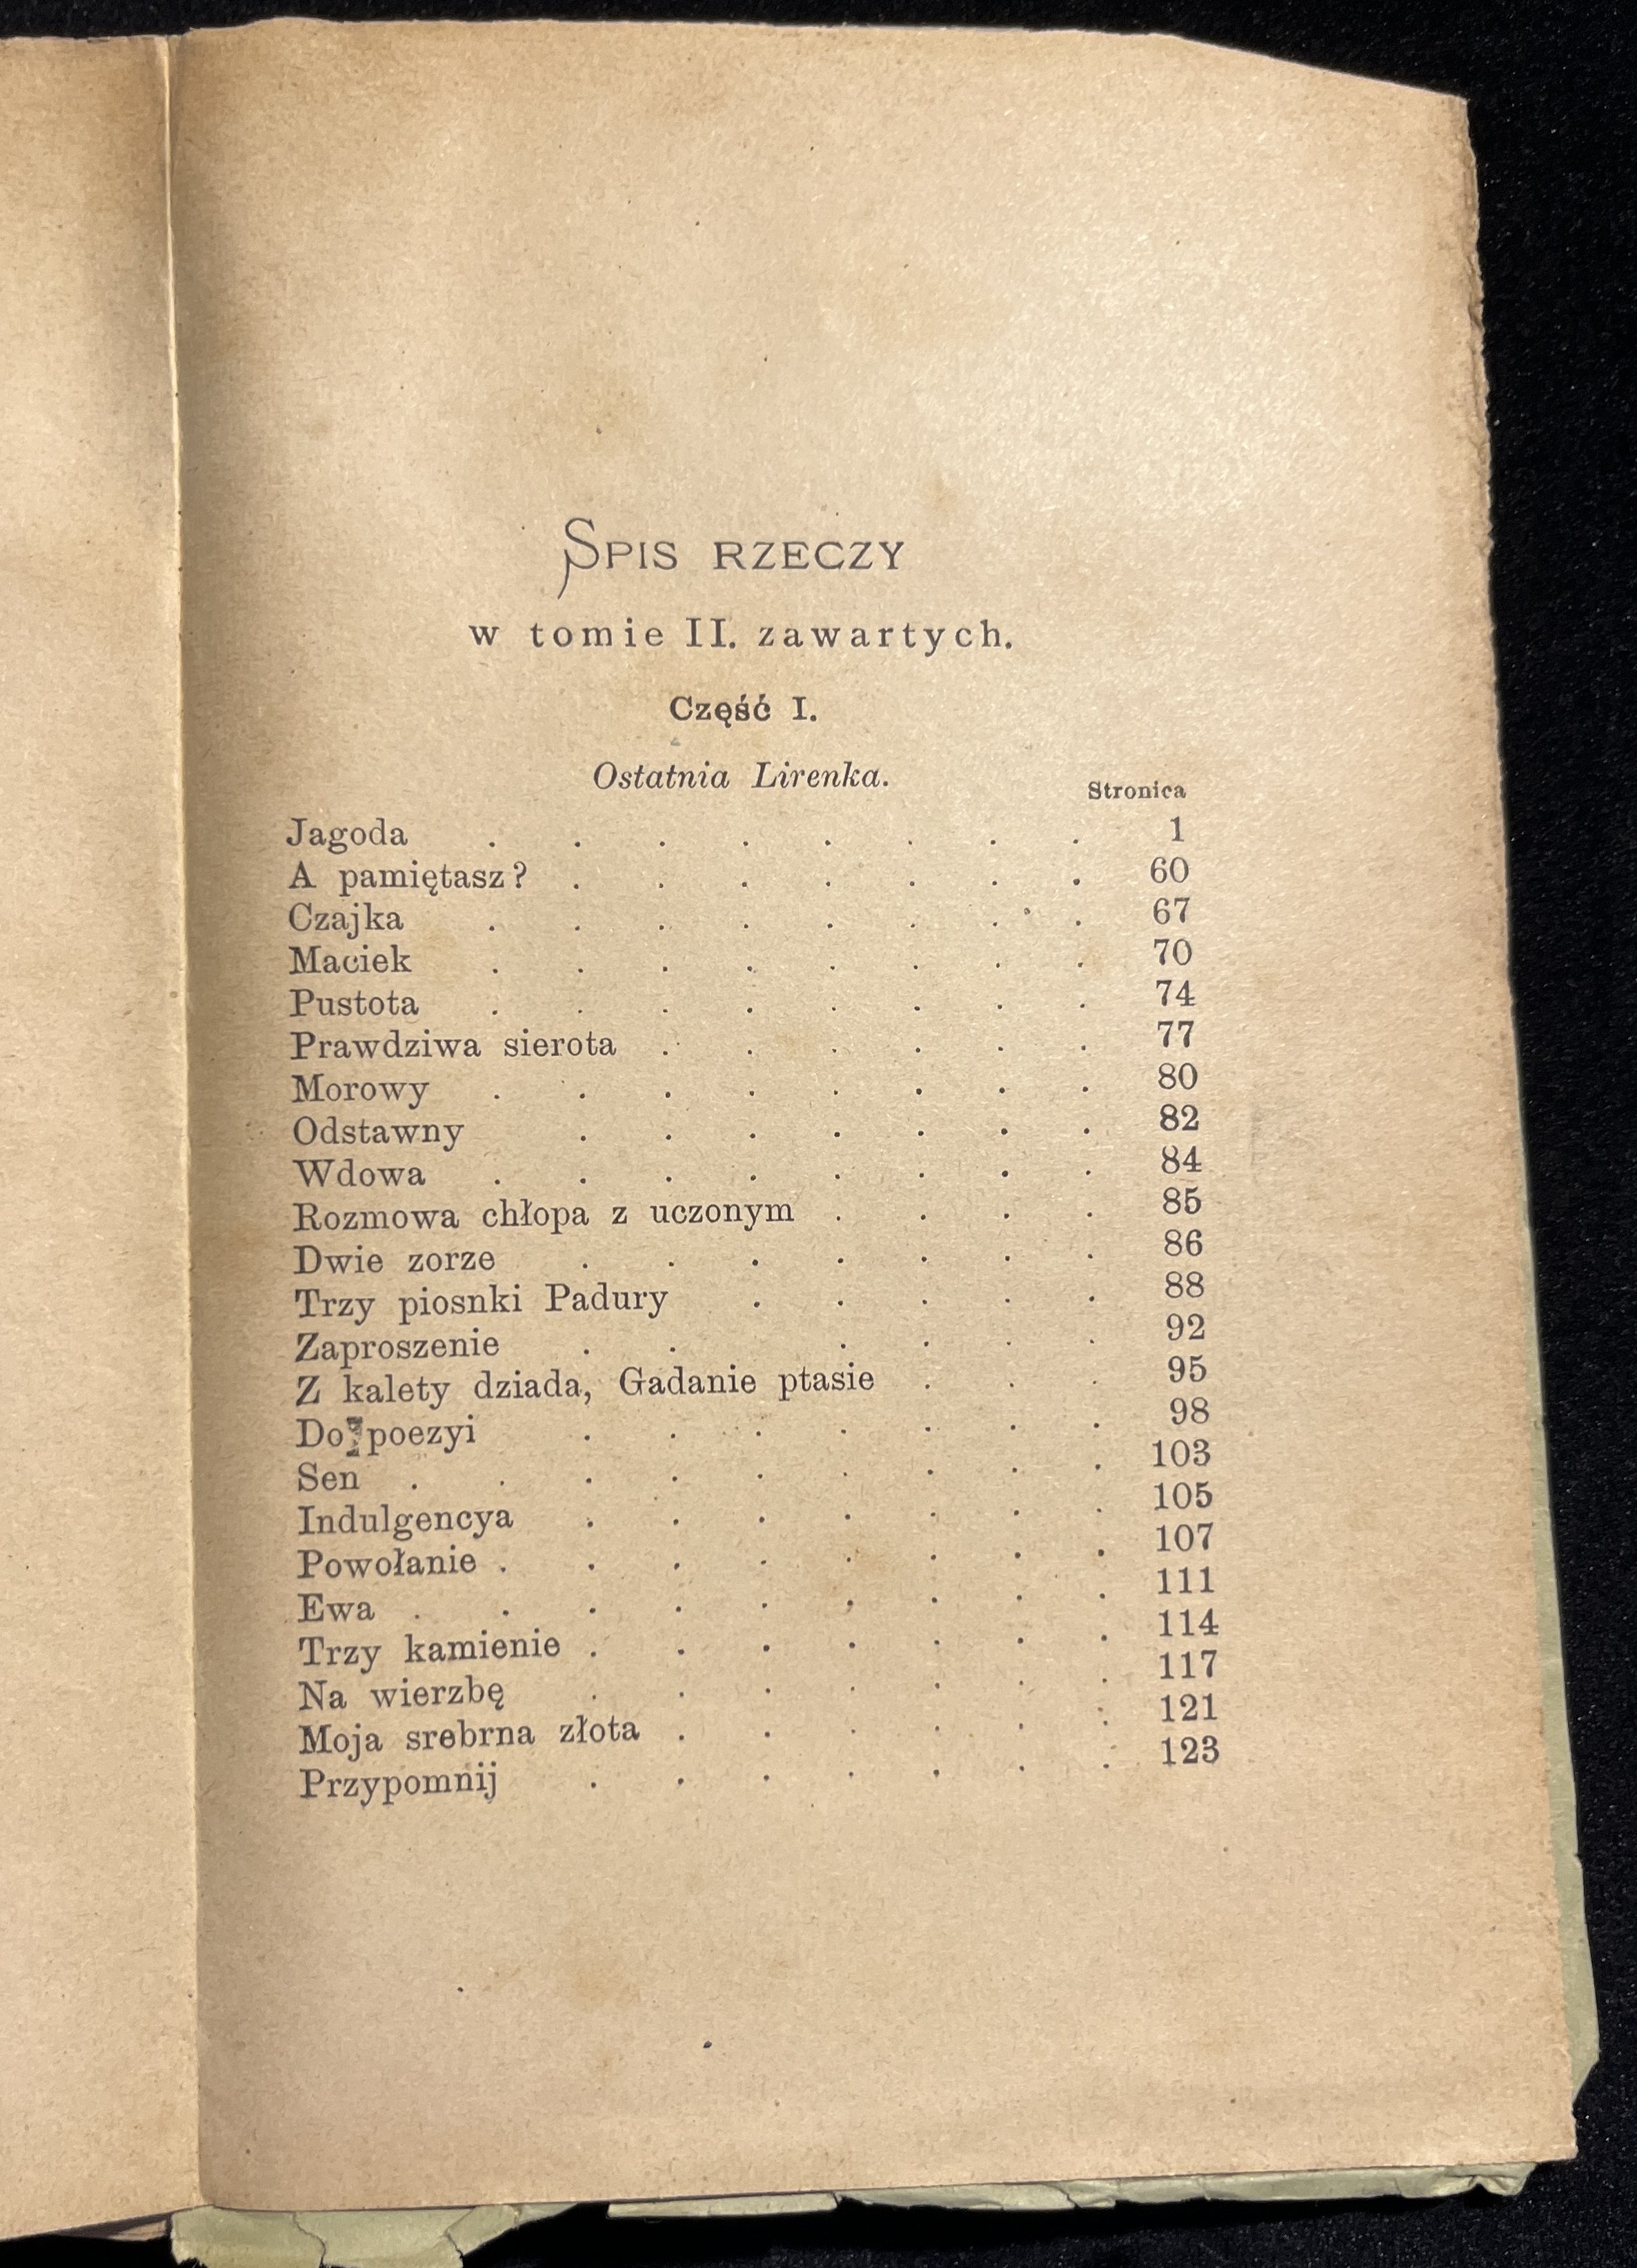 SPIS RZECZY
w tomie II. zawartych.
Część I.
Ostatnia Lirenka.
Stronica
Jagoda . . . . . . . . 1
A pamiętasz? . . . . . . . 60
Czajka . . . . . . . . 67
Maciek . . . . . . . . 70
Pustota . . . . . . . . 74
Prawdziwa sierota . . . . . . 77
Morowy . . . . . . . . 80
Odstawny . . . . . . . 82
Wdowa . . . . . . . . 84
Rozmowa chłopa z uczonym . . . . 85
Dwie zorze . . . . . . . 86
Trzy piosnki Padury . . . . . 88
Zaproszenie . . . . . . 92
Z kalety dziada, Gadanie ptasie . . . 95
Do poezyi . . . . . . . 98
Sen . . . . . . . . . 103
Indulgencya . . . . . . . 105
Powołanie . . . . . . . . 107
Ewa . . . . . . . . . 111
Trzy kamienie . . . . . . . 114
Na wierzbę . . . . . . . 117
Moja srebrna złota . . . . . . 121
Przypomnij . . . . . . . 123